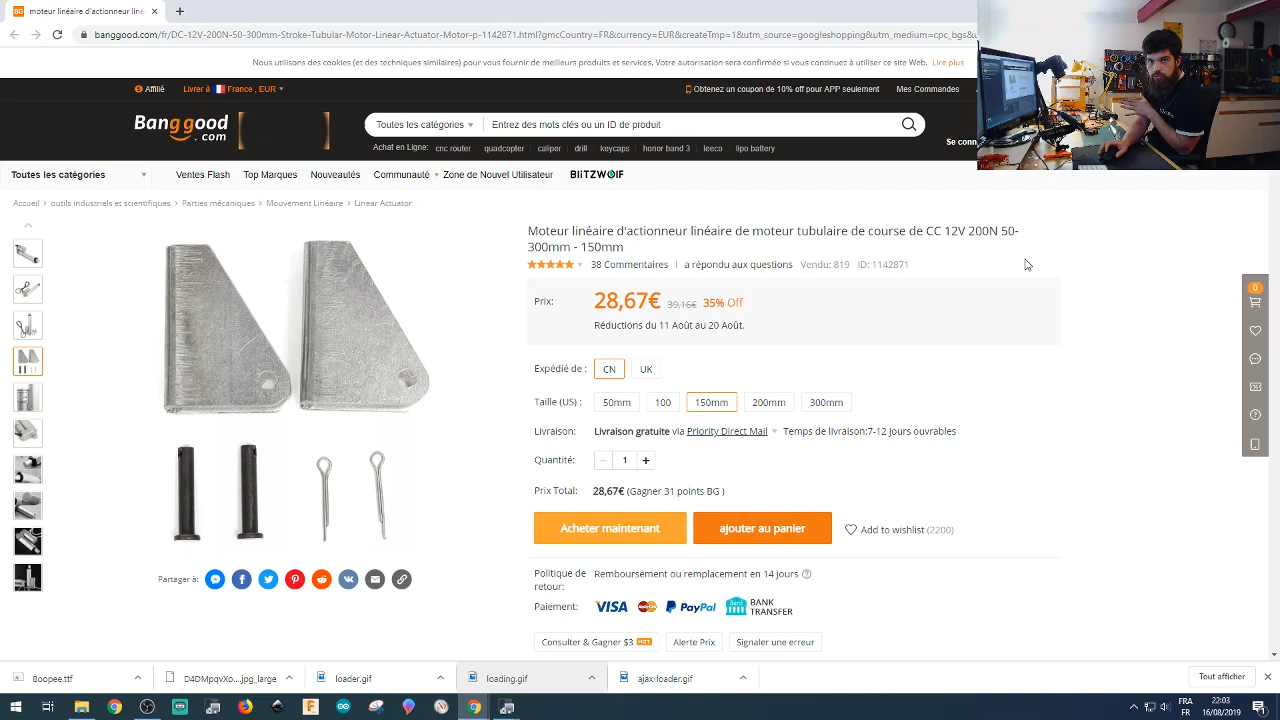 moteur linéaire d'actionneur liné
banggood.com/fr/DC-12V-200N-50-300mm-Stroke-Tubular-Motor-Linear-Actuator-Motor-p-1142871.html?gmcCountry=FR&currency=EUR&createTmp=1&utm_source=googleshopping&utm_medium=cpc_bgs&u
Nous utilisons des cookies (et des techniques similaires) pour vous fournir de meilleurs produits et services. Votre autorisation sera confirmée si vous continuez à utiliser ce site Web. Lire plus
Affilié Livrer à France , EUR Obtenez un coupon de 10% off pour APP seulement Mes Commandes
Banggood
.com
Toutes les catégories Entrez des mots clés ou un ID de produit
Achat en Ligne: cnc router quadcopter caliper drill keycaps honor band 3 leeco lipo battery
Se conn
Toutes les catégories Ventes Flash Top Marques Nouveautés Communauté Zone de Nouvel Utilisateur BLITZWOLF
Accueil > outils industriels et scientifiques > Parties mécaniques > Mouvement Linéaire > Linear Actuator
Moteur linéaire d'actionneur linéaire de moteur tubulaire de course de CC 12V 200N 50-
300mm - 150mm
38 Commentaires | a répondu aux questions Vendu: 819 ID: 1142871
Prix: 28,67€ 39,16€ 35% Off
Réductions du 11 Août au 20 Août.
Expédié de : CN UK
Taille (US) : 50mm 100 150mm 200mm 300mm
Livraison: Livraison gratuite via Priority Direct Mail Temps de livraison:7-12 jours ouvrables
Quantité: 1 +
Prix Total: 28,67€ (Gagner 31 points BG )
Acheter maintenant ajouter au panier Add to wishlist (2200)
Partager à:
Politique de
retour: Remboursement ou remplacement en 14 jours
Paiement: VISA MasterCard PayPal Bank BANK
TRANSFER
Consulter & Gagner $3 HOT Alerte Prix Signaler une erreur
0
Boopee.ttf D4DMpqvXo....jpg_large loader.gif loading.gif ajax-loader.gif Tout afficher
FRA
FR
22:03
16/08/2019
1